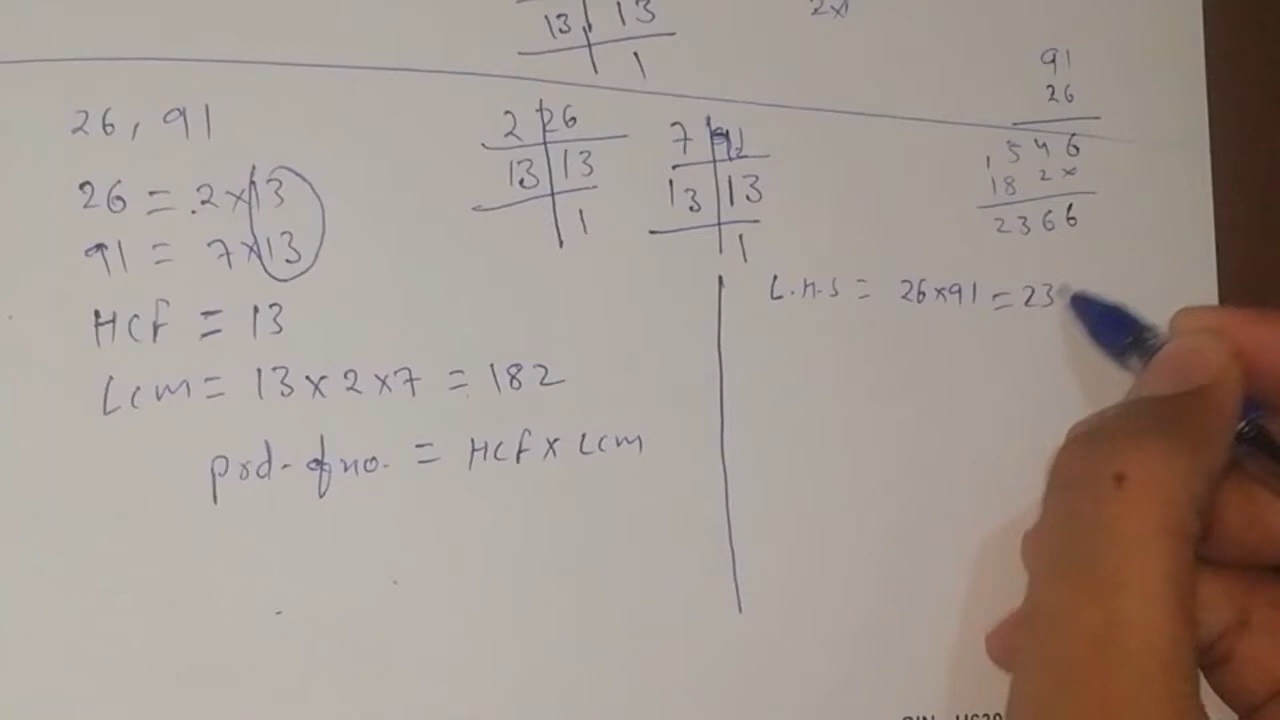 13 13
1
2x
26, 91
26 = 2×13
91 = 7×13
HCF = 13
LCM = 13×2×7 = 182
prd. of no. = HCF × LCM
2 26
13 13
1
7 91
13 13
1
91
26
546
182×
2366
L.H.S = 26×91 = 23